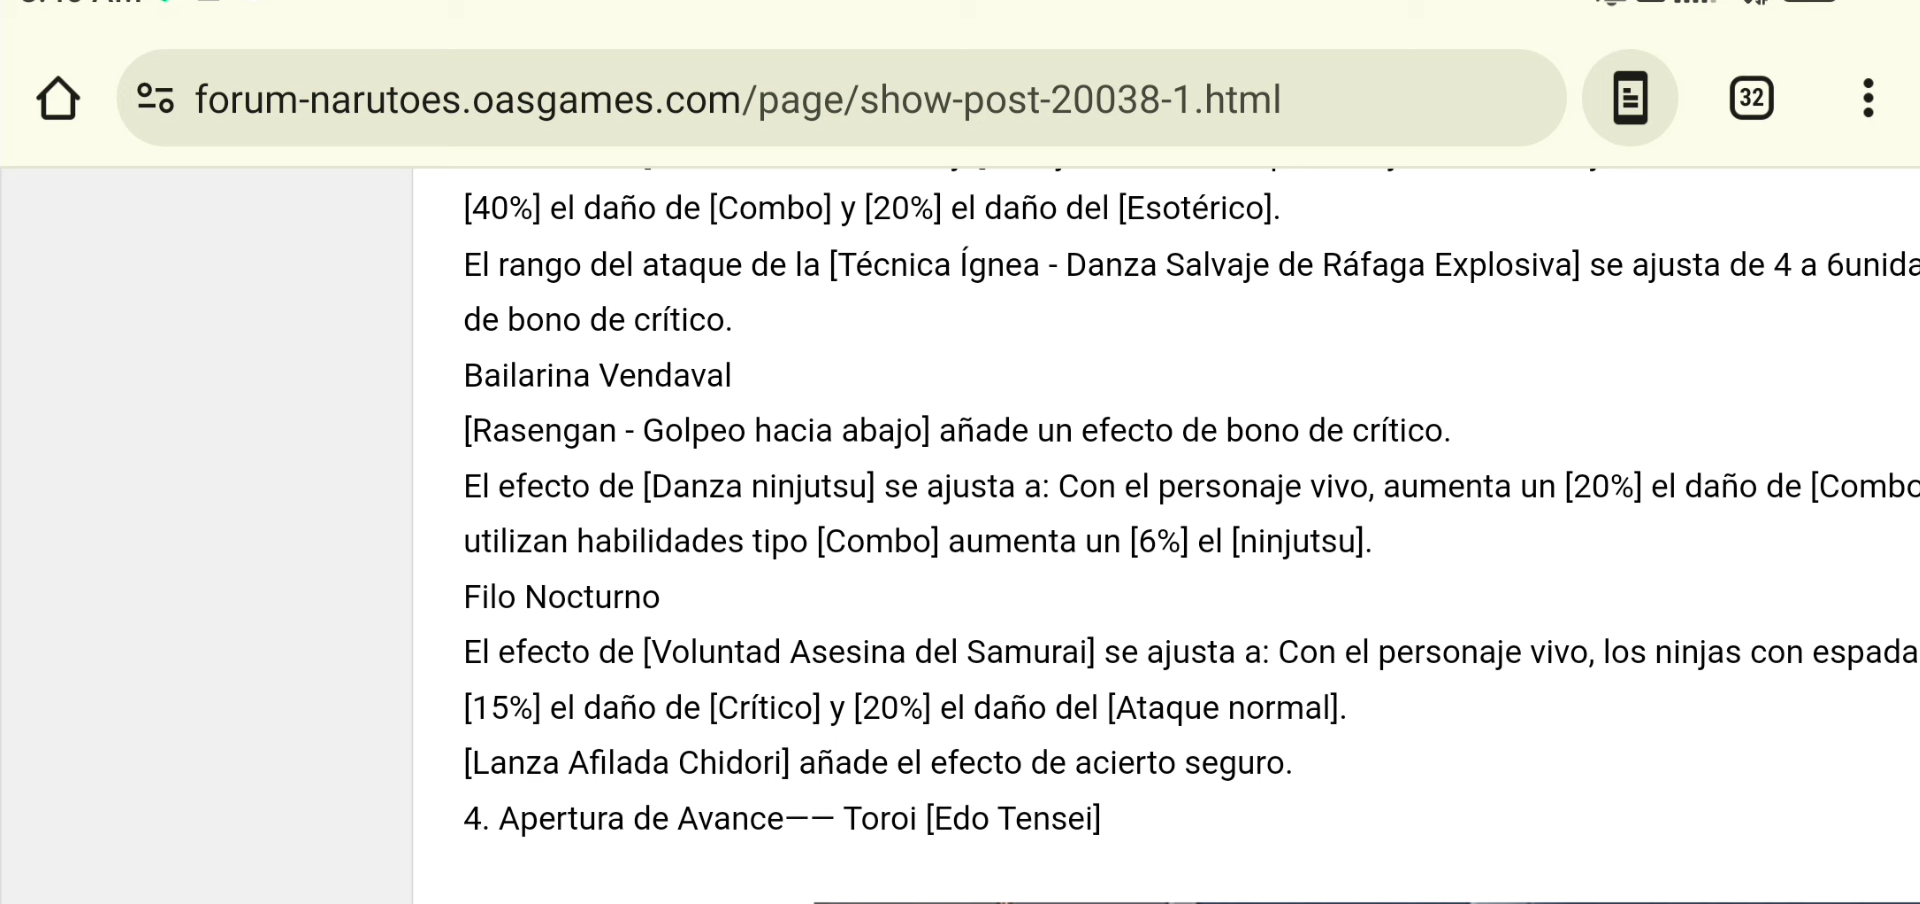 forum-narutoes.oasgames.com/page/show-post-20038-1.html
32
[40%] el daño de [Combo] y [20%] el daño del [Esotérico].
El rango del ataque de la [Técnica Ígnea - Danza Salvaje de Ráfaga Explosiva] se ajusta de 4 a 6unida
de bono de crítico.
Bailarina Vendaval
[Rasengan - Golpeo hacia abajo] añade un efecto de bono de crítico.
El efecto de [Danza ninjutsu] se ajusta a: Con el personaje vivo, aumenta un [20%] el daño de [Combo
utilizan habilidades tipo [Combo] aumenta un [6%] el [ninjutsu].
Filo Nocturno
El efecto de [Voluntad Asesina del Samurai] se ajusta a: Con el personaje vivo, los ninjas con espada
[15%] el daño de [Crítico] y [20%] el daño del [Ataque normal].
[Lanza Afilada Chidori] añade el efecto de acierto seguro.
4. Apertura de Avance—— Toroi [Edo Tensei]